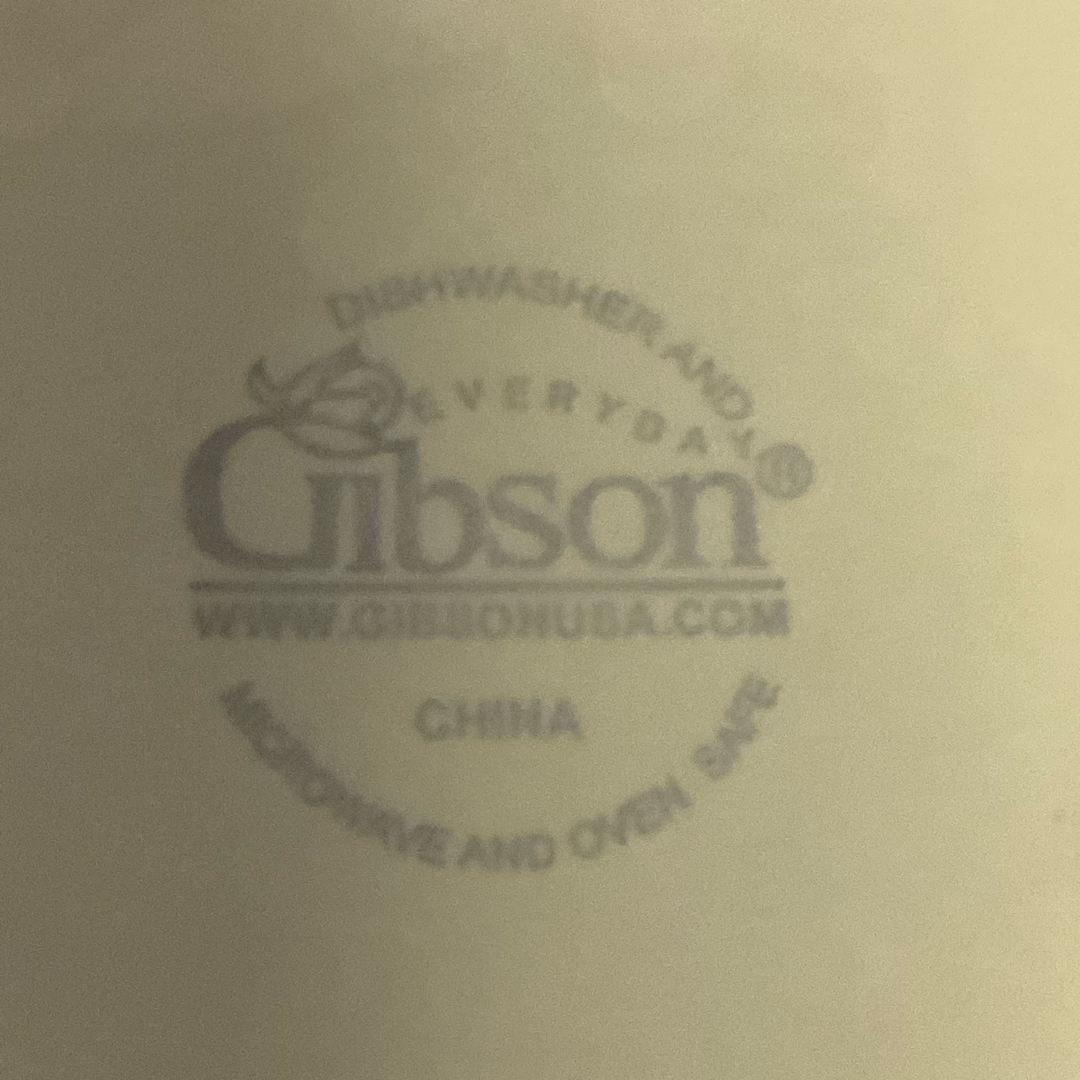 DISHWASHER AND
EVERYDAY
Gibson®
WWW.GIBSONUSA.COM
CHINA
MICROWAVE AND OVEN SAFE